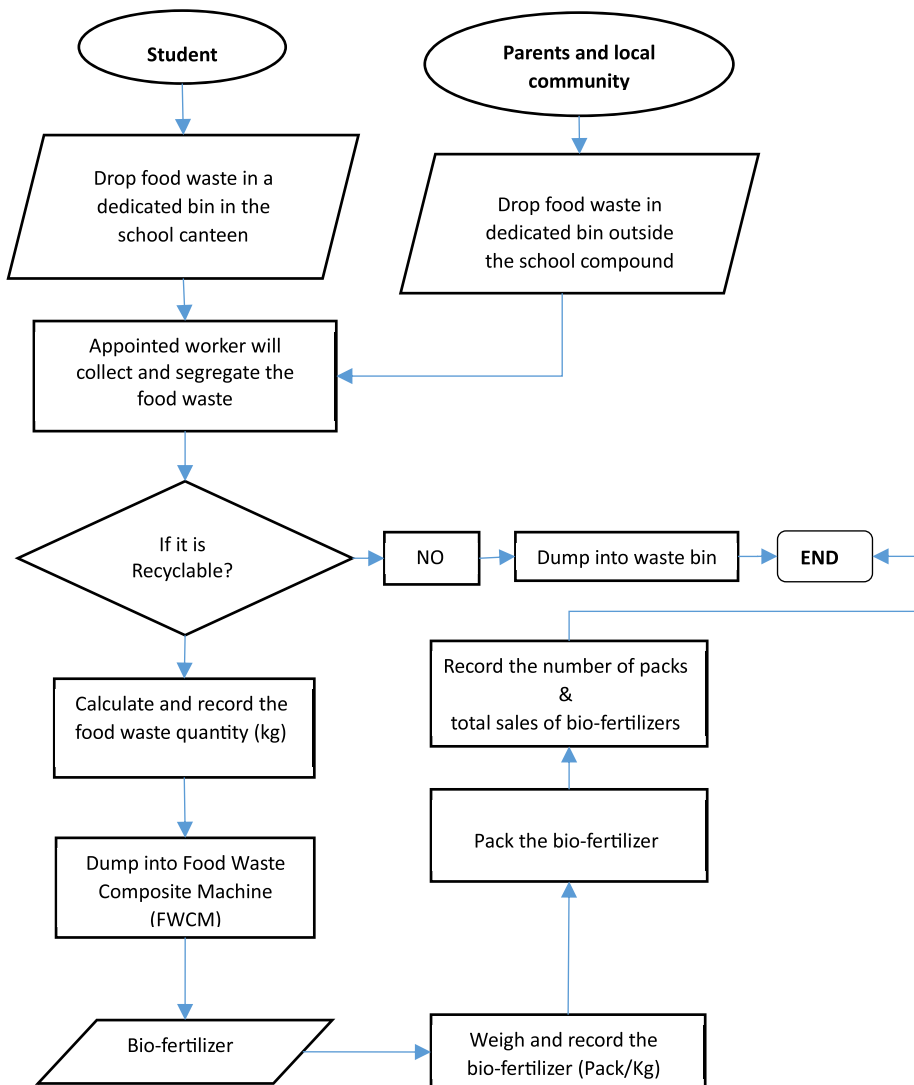 Student
Parents and local
community
Drop food waste in a
dedicated bin in the
school canteen
Drop food waste in
dedicated bin outside
the school compound
Appointed worker will
collect and segregate the
food waste
If it is
Recyclable?
NO
Dump into waste bin
END
Calculate and record the
food waste quantity (kg)
Record the number of packs
&
total sales of bio-fertilizers
Dump into Food Waste
Composite Machine
(FWCM)
Pack the bio-fertilizer
Bio-fertilizer
Weigh and record the
bio-fertilizer (Pack/Kg)